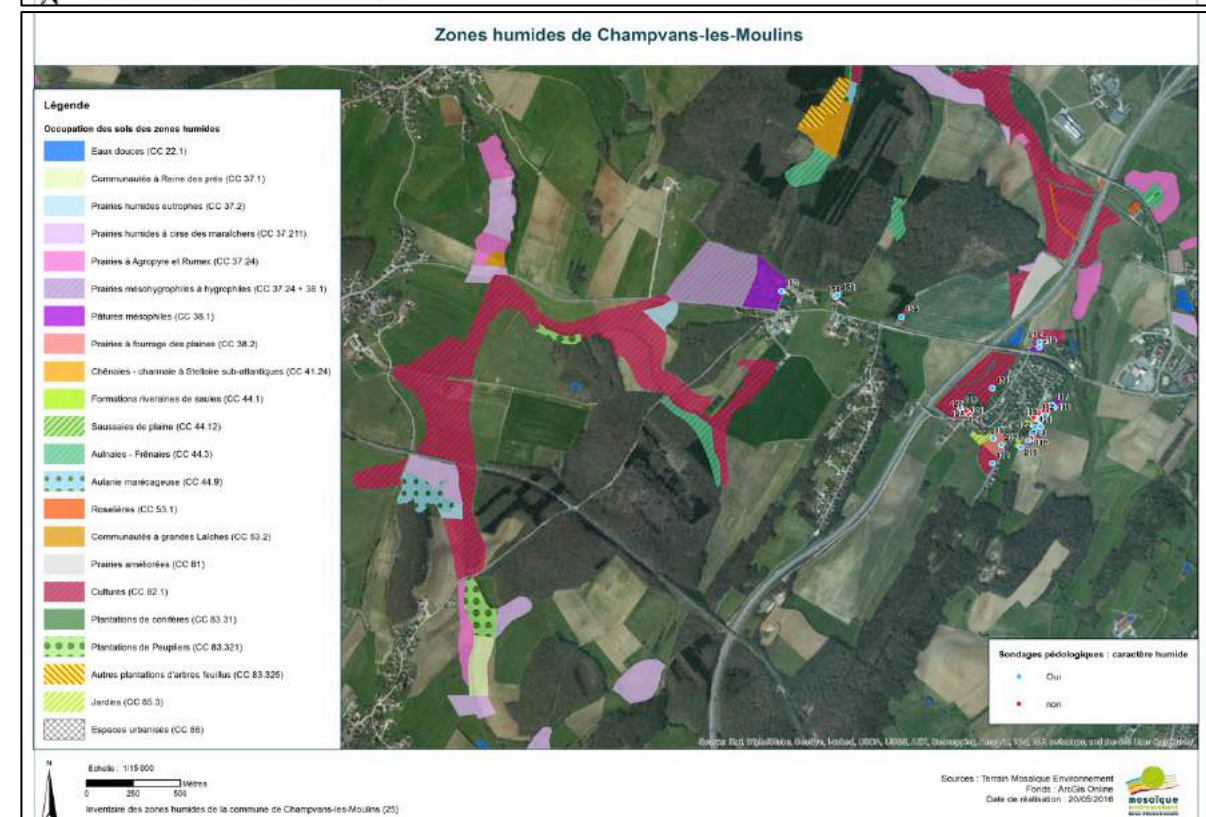 Zones humides de Champvans-les-Moulins
Légende
Occupation des sols des zones humides
Eaux douces (CC 22.1)
Communautés à Reine des prés (CC 37.1)
Prairies humides eutrophes (CC 37.2)
Prairies humides à cirse des maraîchers (CC 37.211)
Prairies à Agropyre et Rumex (CC 37.24)
Prairies mésohygrophiles à hygrophiles (CC 37.24 + 38.1)
Pâtures mésophiles (CC 38.1)
Prairies à fourrage des plaines (CC 38.2)
Chênaies - charmaie à Stellaire sub-atlantiques (CC 41.24)
Formations riveraines de saules (CC 44.1)
Saussaies de plaine (CC 44.12)
Aulnaies - Frênaies (CC 44.3)
Aulanie marécageuse (CC 44.9)
Roselières (CC 53.1)
Communautés à grandes Laîches (CC 53.2)
Prairies améliorées (CC 81)
Cultures (CC 82.1)
Plantations de conifères (CC 83.31)
Plantations de Peupliers (CC 83.321)
Autres plantations d'arbres feuillus (CC 83.325)
Jardins (CC 85.3)
Espaces urbanisés (CC 86)
Sondages pédologiques : caractère humide
Oui
non
N
Echelle : 1/15 000
Mètres
0 250 500
Inventaire des zones humides de la commune de Champvans-les-Moulins (25)
Sources : Terrain Mosaïque Environnement
Fonds : ArcGis Online
Date de réalisation : 20/05/2016
mosaïque
environnement